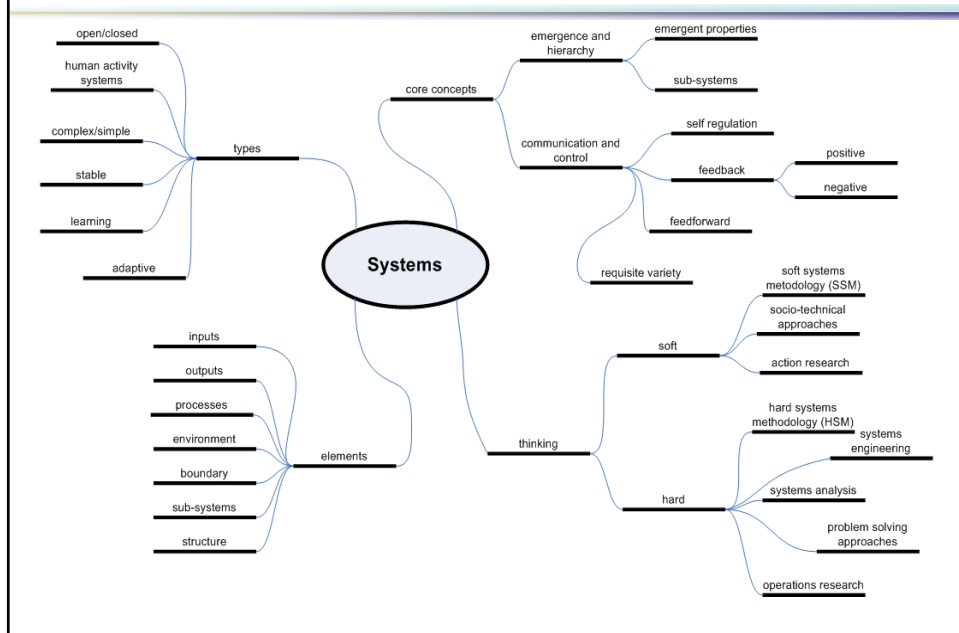 Systems
types
open/closed
human activity
systems
complex/simple
stable
learning
adaptive
core concepts
emergence and
hierarchy
emergent properties
sub-systems
communication and
control
self regulation
feedback
positive
negative
feedforward
requisite variety
elements
inputs
outputs
processes
environment
boundary
sub-systems
structure
thinking
soft
soft systems
metodology (SSM)
socio-technical
approaches
action research
hard
hard systems
methodology (HSM)
systems
engineering
systems analysis
problem solving
approaches
operations research